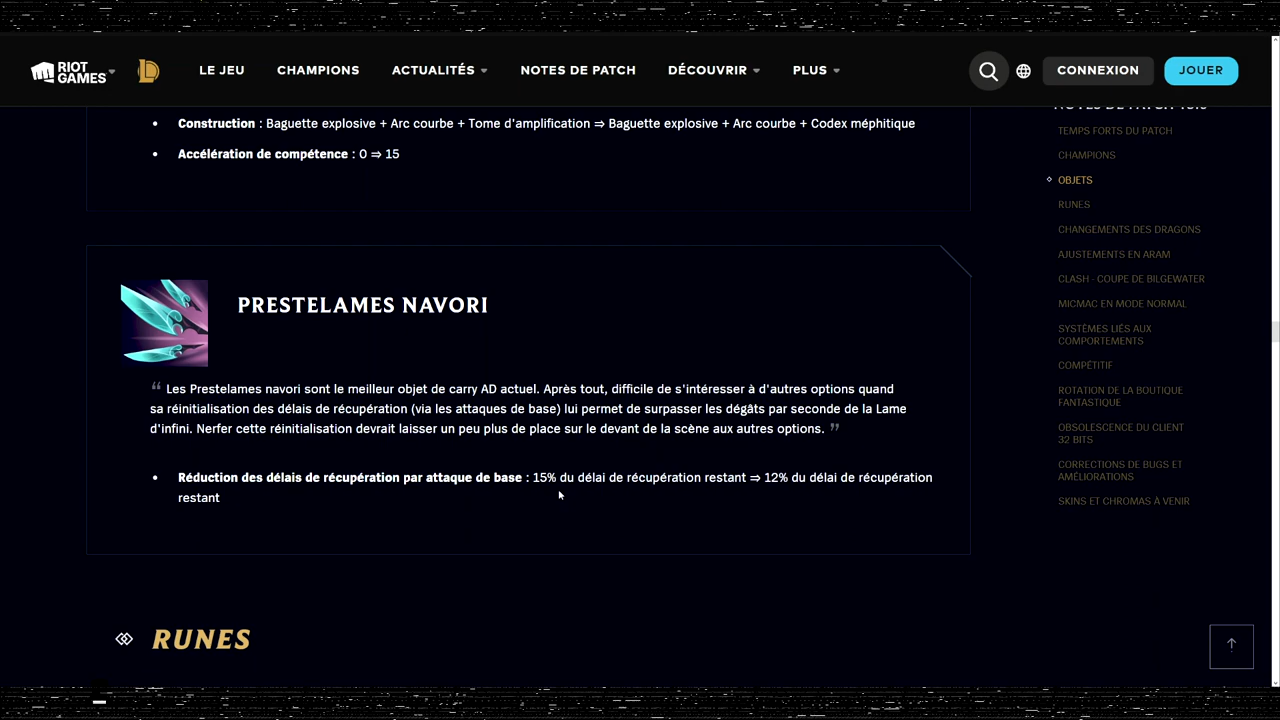 RIOT GAMES
LE JEU
CHAMPIONS
ACTUALITÉS
NOTES DE PATCH
DÉCOUVRIR
PLUS
CONNEXION
JOUER
• Construction : Baguette explosive + Arc courbe + Tome d'amplification ⇒ Baguette explosive + Arc courbe + Codex méphitique
• Accélération de compétence : 0 ⇒ 15
PRESTELAMES NAVORI
“ Les Prestelames navori sont le meilleur objet de carry AD actuel. Après tout, difficile de s'intéresser à d'autres options quand
sa réinitialisation des délais de récupération (via les attaques de base) lui permet de surpasser les dégâts par seconde de la Lame
d'infini. Nerfer cette réinitialisation devrait laisser un peu plus de place sur le devant de la scène aux autres options. ”
• Réduction des délais de récupération par attaque de base : 15% du délai de récupération restant ⇒ 12% du délai de récupération
restant
RUNES
NOTES DE PATCH
TEMPS FORTS DU PATCH
CHAMPIONS
OBJETS
RUNES
CHANGEMENTS DES DRAGONS
AJUSTEMENTS EN ARAM
CLASH - COUPE DE BILGEWATER
MICMAC EN MODE NORMAL
SYSTÈMES LIÉS AUX
COMPORTEMENTS
COMPÉTITIF
ROTATION DE LA BOUTIQUE
FANTASTIQUE
OBSOLESCENCE DU CLIENT
32 BITS
CORRECTIONS DE BUGS ET
AMÉLIORATIONS
SKINS ET CHROMAS À VENIR